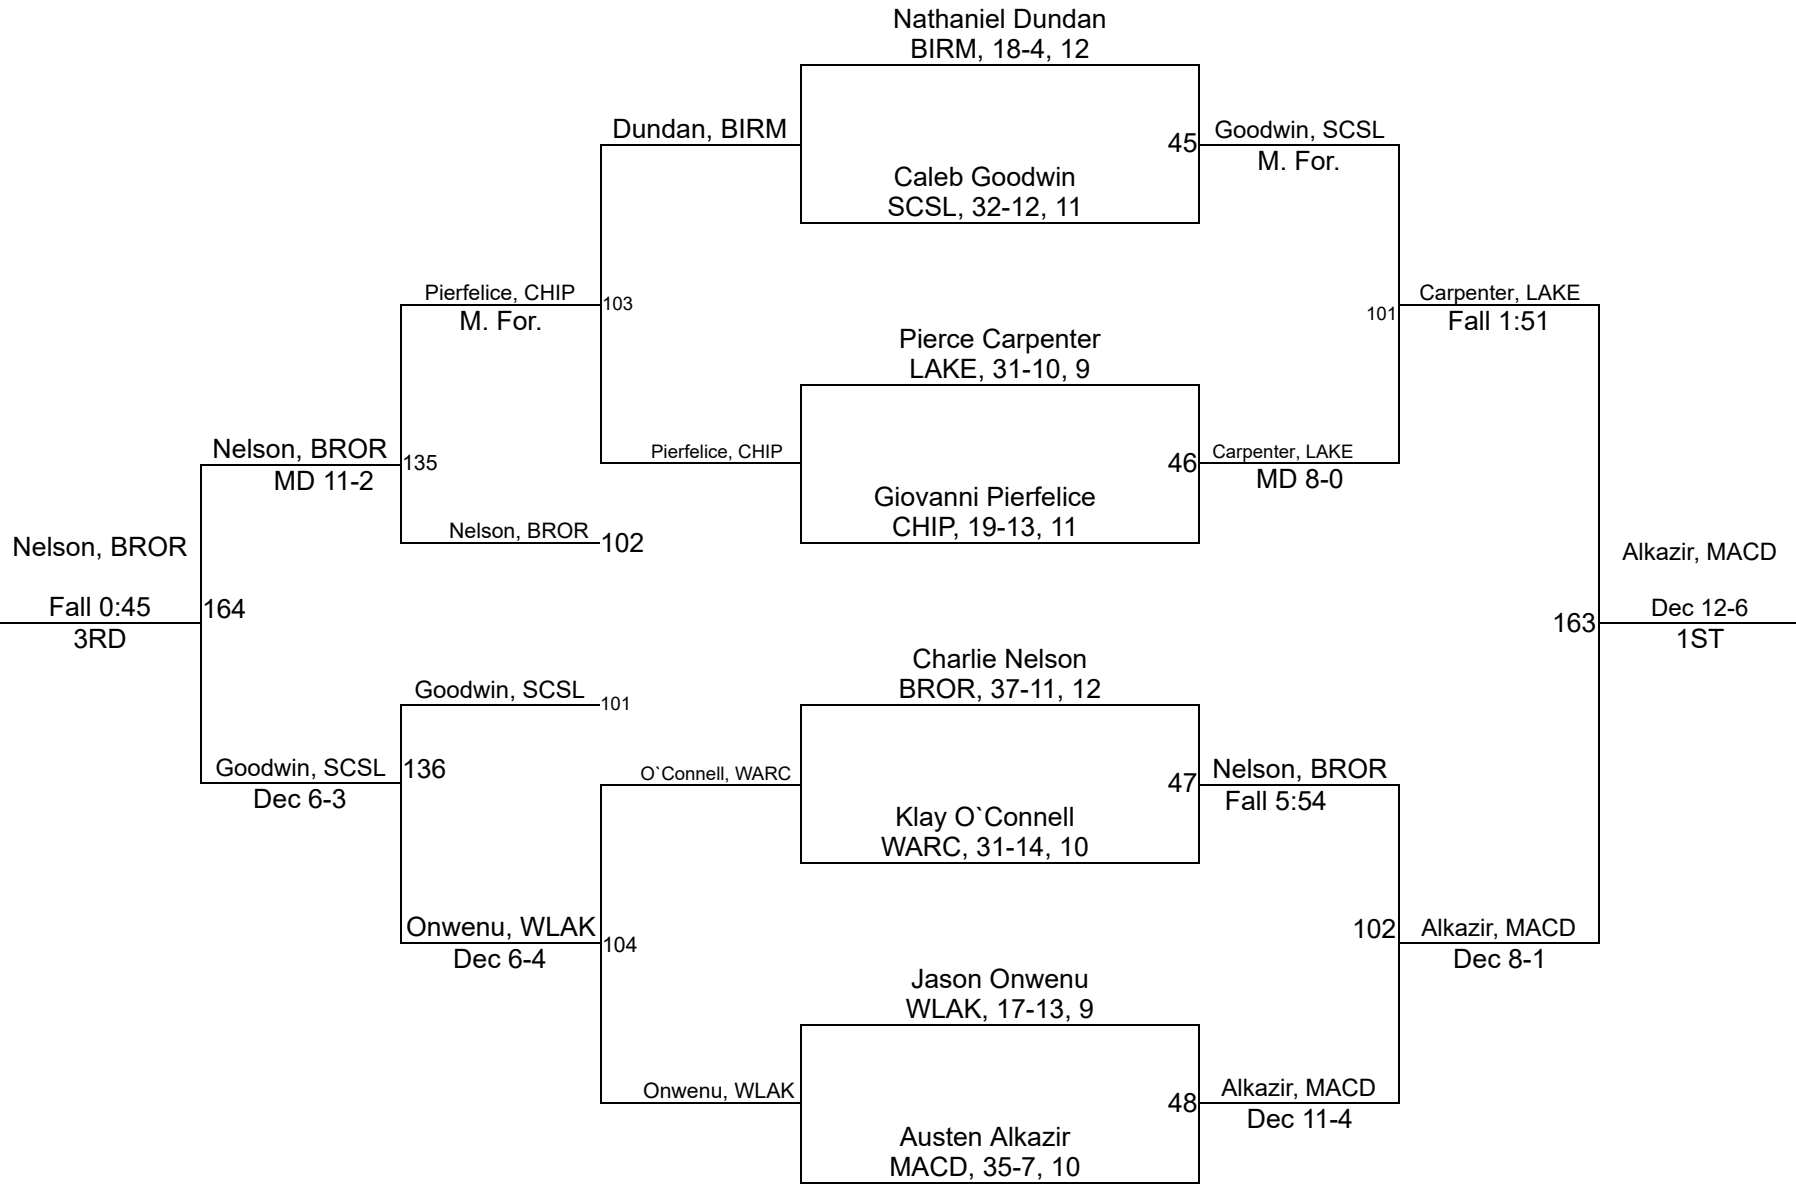 Nathaniel Dundan
BIRM, 18-4, 12
Dundan, BIRM
45
Goodwin, SCSL
M. For.
Caleb Goodwin
SCSL, 32-12, 11
Pierfelice, CHIP
M. For.
103
101
Carpenter, LAKE
Fall 1:51
Pierce Carpenter
LAKE, 31-10, 9
Nelson, BROR
MD 11-2
135
Pierfelice, CHIP
46
Carpenter, LAKE
MD 8-0
Giovanni Pierfelice
CHIP, 19-13, 11
Nelson, BROR
102
Nelson, BROR
Fall 0:45
3RD
164
Alkazir, MACD
163
Dec 12-6
1ST
Charlie Nelson
BROR, 37-11, 12
Goodwin, SCSL
101
Goodwin, SCSL
Dec 6-3
136
O`Connell, WARC
47
Nelson, BROR
Fall 5:54
Klay O`Connell
WARC, 31-14, 10
Onwenu, WLAK
Dec 6-4
104
102
Alkazir, MACD
Dec 8-1
Jason Onwenu
WLAK, 17-13, 9
Onwenu, WLAK
48
Alkazir, MACD
Dec 11-4
Austen Alkazir
MACD, 35-7, 10